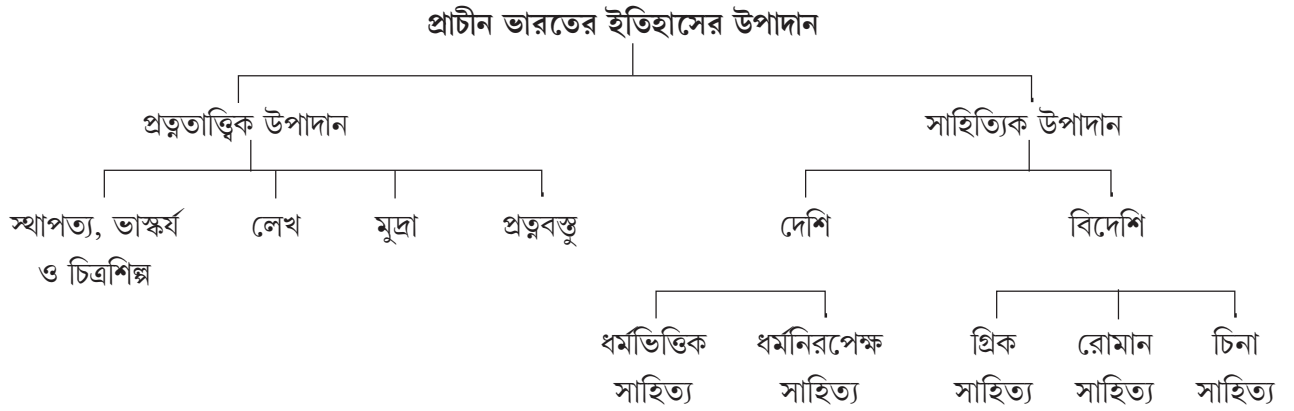 প্রাচীন ভারতের ইতিহাসের উপাদান
প্রত্নতাত্ত্বিক উপাদান সাহিত্যিক উপাদান
স্থাপত্য, ভাস্কর্য লেখ মুদ্রা প্রত্নবস্তু দেশি বিদেশি
ও চিত্রশিল্প
ধর্মভিত্তিক ধর্মনিরপেক্ষ গ্রিক রোমান চিনা
সাহিত্য সাহিত্য সাহিত্য সাহিত্য সাহিত্য